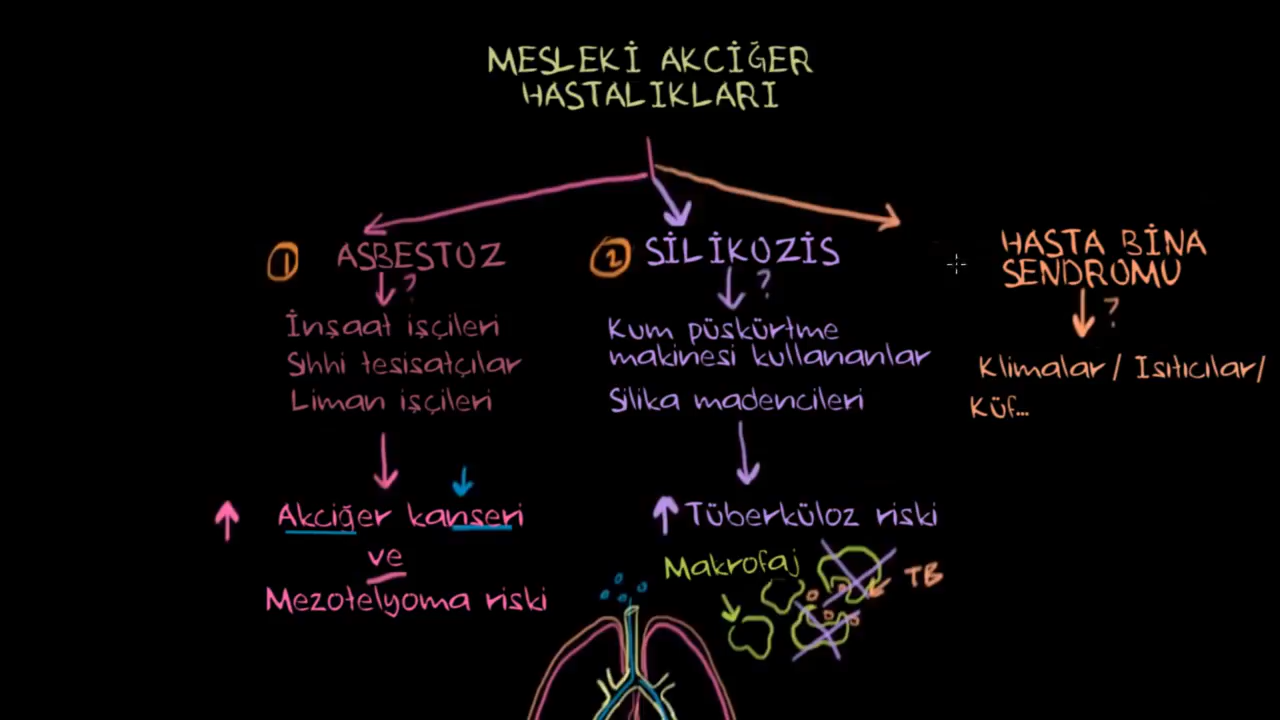 MESLEKİ AKCİĞER
HASTALIKLARI
1 ASBESTOZ
?
İnşaat işçileri
Sıhhi tesisatçılar
Liman işçileri
Akciğer kanseri
ve
Mezotelyoma riski
2 SİLİKOZİS
?
Kum püskürtme
makinesi kullananlar
Silika madencileri
Tüberküloz riski
Makrofaj
TB
HASTA BİNA
SENDROMU
?
Klimalar / Isıtıcılar/
Küf...